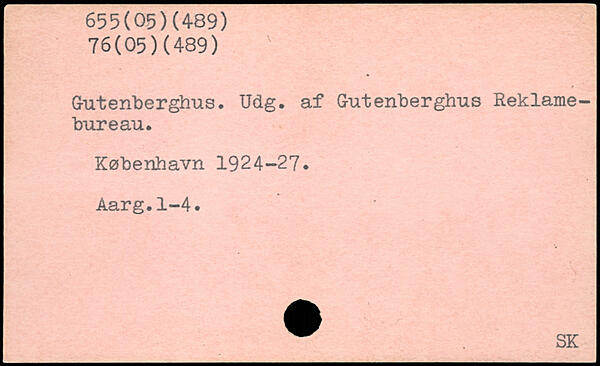 655(05)(489)
76(05)(489)
Gutenberghus. Udg. af Gutenberghus Reklame-
bureau.
København 1924-27.
Aarg.1-4.
SK